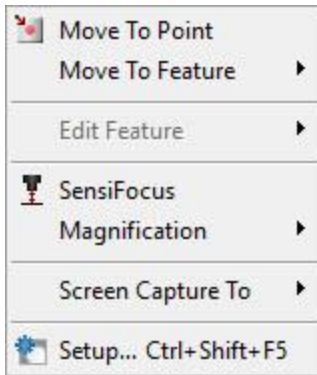 Move To Point
Move To Feature
Edit Feature
SensiFocus
Magnification
Screen Capture To
Setup... Ctrl+Shift+F5